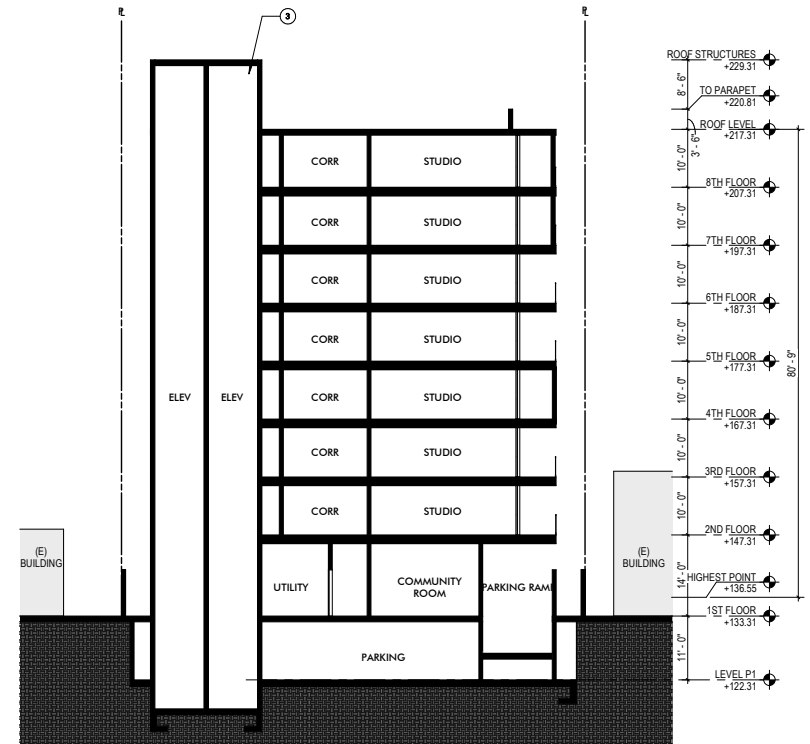 PL
PL
3
ROOF STRUCTURES
+229.31
8' - 6"
TO PARAPET
+220.81
3' - 6"
ROOF LEVEL
+217.31
10' - 0"
CORR STUDIO
8TH FLOOR
+207.31
10' - 0"
CORR STUDIO
7TH FLOOR
+197.31
10' - 0"
CORR STUDIO
6TH FLOOR
+187.31
10' - 0"
CORR STUDIO
5TH FLOOR
+177.31
80' - 9"
10' - 0"
ELEV ELEV CORR STUDIO
4TH FLOOR
+167.31
10' - 0"
CORR STUDIO
3RD FLOOR
+157.31
10' - 0"
CORR STUDIO
2ND FLOOR
+147.31
14' - 0"
(E)
BUILDING
(E)
BUILDING
UTILITY
COMMUNITY
ROOM
PARKING RAM
HIGHEST POINT
+136.55
1ST FLOOR
+133.31
11' - 0"
PARKING
LEVEL P1
+122.31